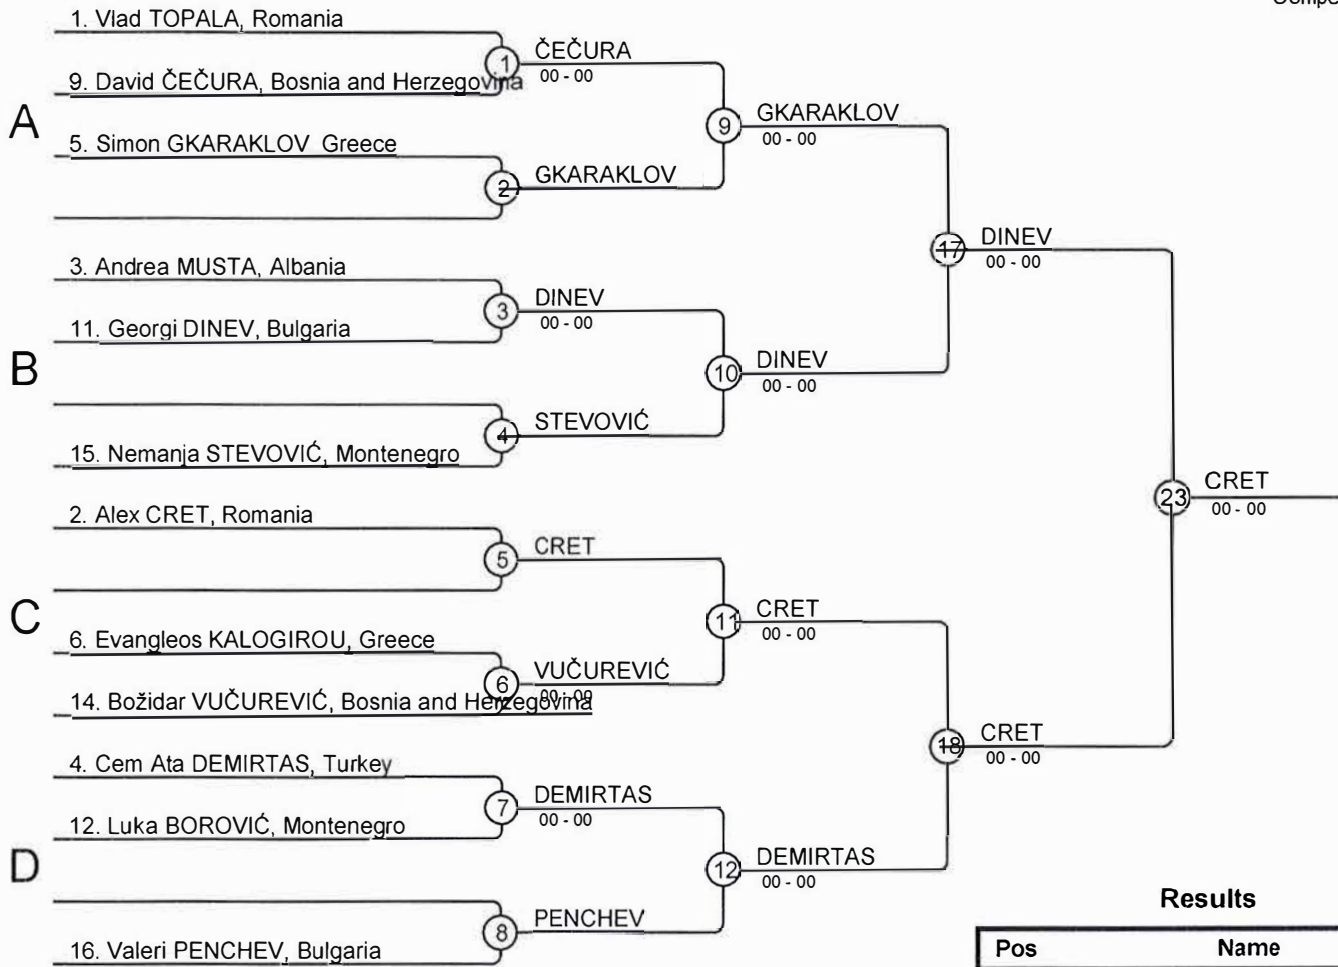 Compe
1. Vlad TOPALA, Romania
1
ČEČURA
00 - 00
9. David ČEČURA, Bosnia and Herzegovina
A
9
GKARAKLOV
00 - 00
5. Simon GKARAKLOV Greece
2
GKARAKLOV
17
DINEV
00 - 00
3. Andrea MUSTA, Albania
3
DINEV
00 - 00
11. Georgi DINEV, Bulgaria
B
10
DINEV
00 - 00
4
STEVOVIĆ
15. Nemanja STEVOVIĆ, Montenegro
23
CRET
00 - 00
2. Alex CRET, Romania
5
CRET
C
11
CRET
00 - 00
6. Evangleos KALOGIROU, Greece
6
VUČUREVIĆ
00 - 00
14. Božidar VUČUREVIĆ, Bosnia and Herzegovina
18
CRET
00 - 00
4. Cem Ata DEMIRTAS, Turkey
7
DEMIRTAS
00 - 00
12. Luka BOROVIĆ, Montenegro
D
12
DEMIRTAS
00 - 00
8
PENCHEV
16. Valeri PENCHEV, Bulgaria
Results
Pos Name